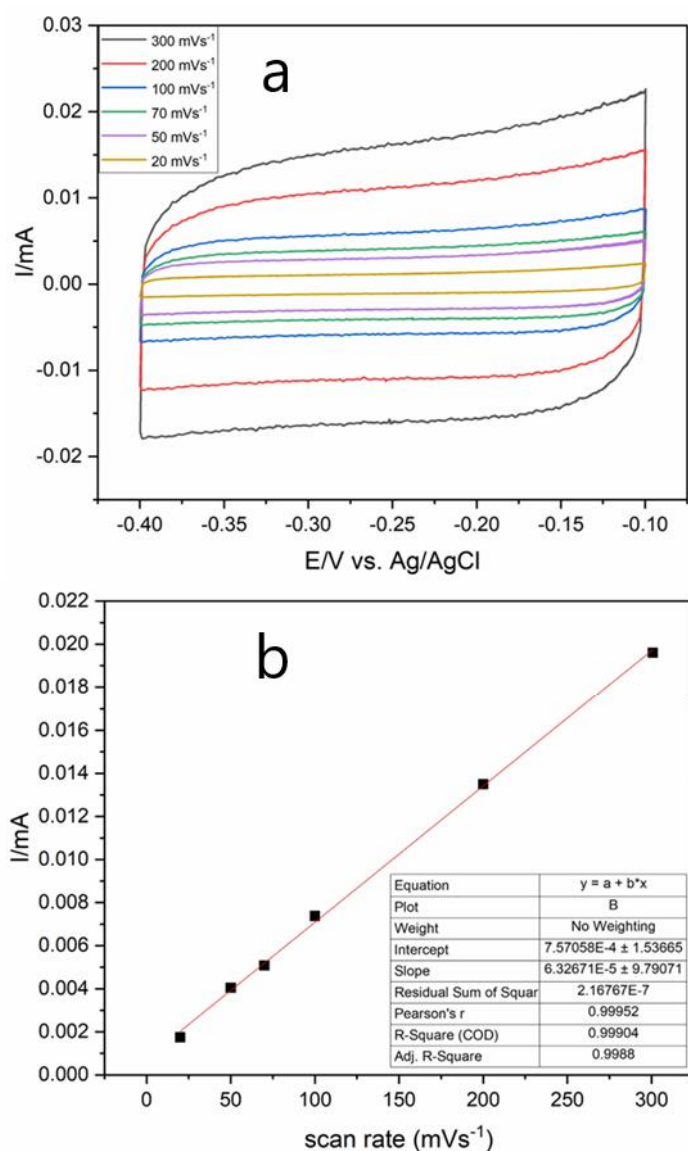 a
300 mVs⁻¹
200 mVs⁻¹
100 mVs⁻¹
70 mVs⁻¹
50 mVs⁻¹
20 mVs⁻¹
0.03
0.02
0.01
0.00
-0.01
-0.02
I/mA
-0.40 -0.35 -0.30 -0.25 -0.20 -0.15 -0.10
E/V vs. Ag/AgCl
b
0.022
0.020
0.018
0.016
0.014
0.012
0.010
0.008
0.006
0.004
0.002
0.000
I/mA
Equation y = a + b*x
Plot B
Weight No Weighting
Intercept 7.57058E-4 ± 1.53665
Slope 6.32671E-5 ± 9.79071
Residual Sum of Squar 2.16767E-7
Pearson's r 0.99952
R-Square (COD) 0.99904
Adj. R-Square 0.9988
0 50 100 150 200 250 300
scan rate (mVs⁻¹)